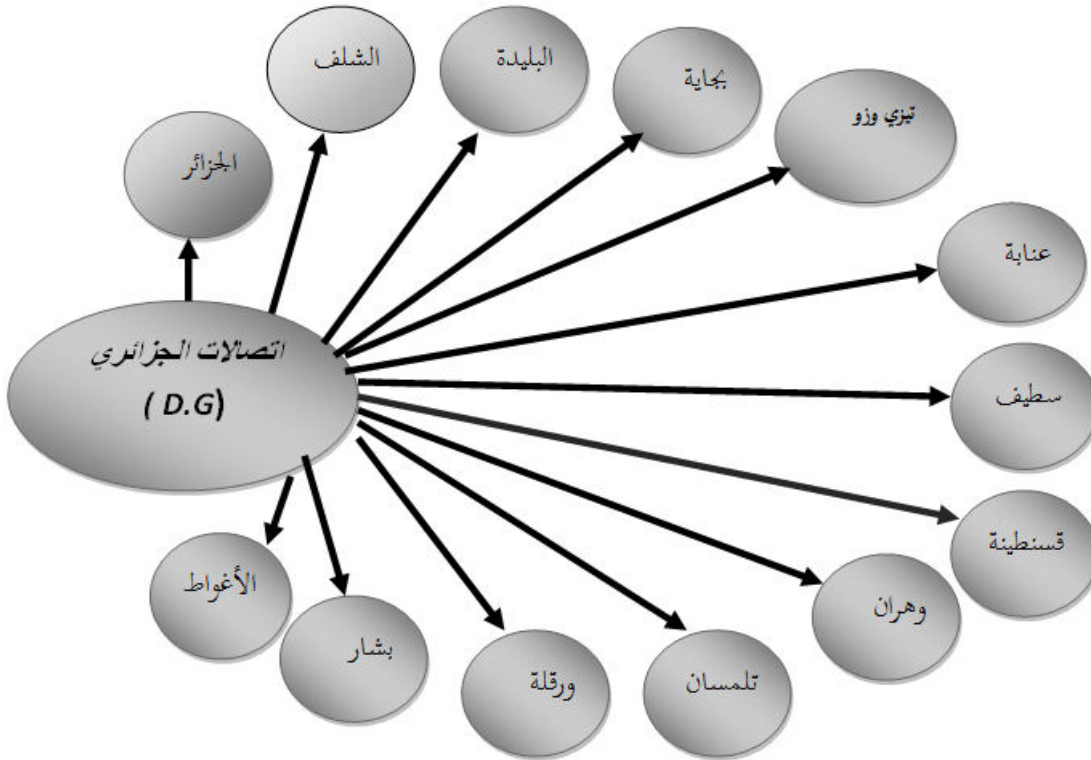 الشلف
البليدة
بجاية
تيزي وزو
الجزائر
عنابة
اتصالات الجزائري
( D.G)
سطيف
قسنطينة
الأغواط
وهران
بشار
ورقلة
تلمسان